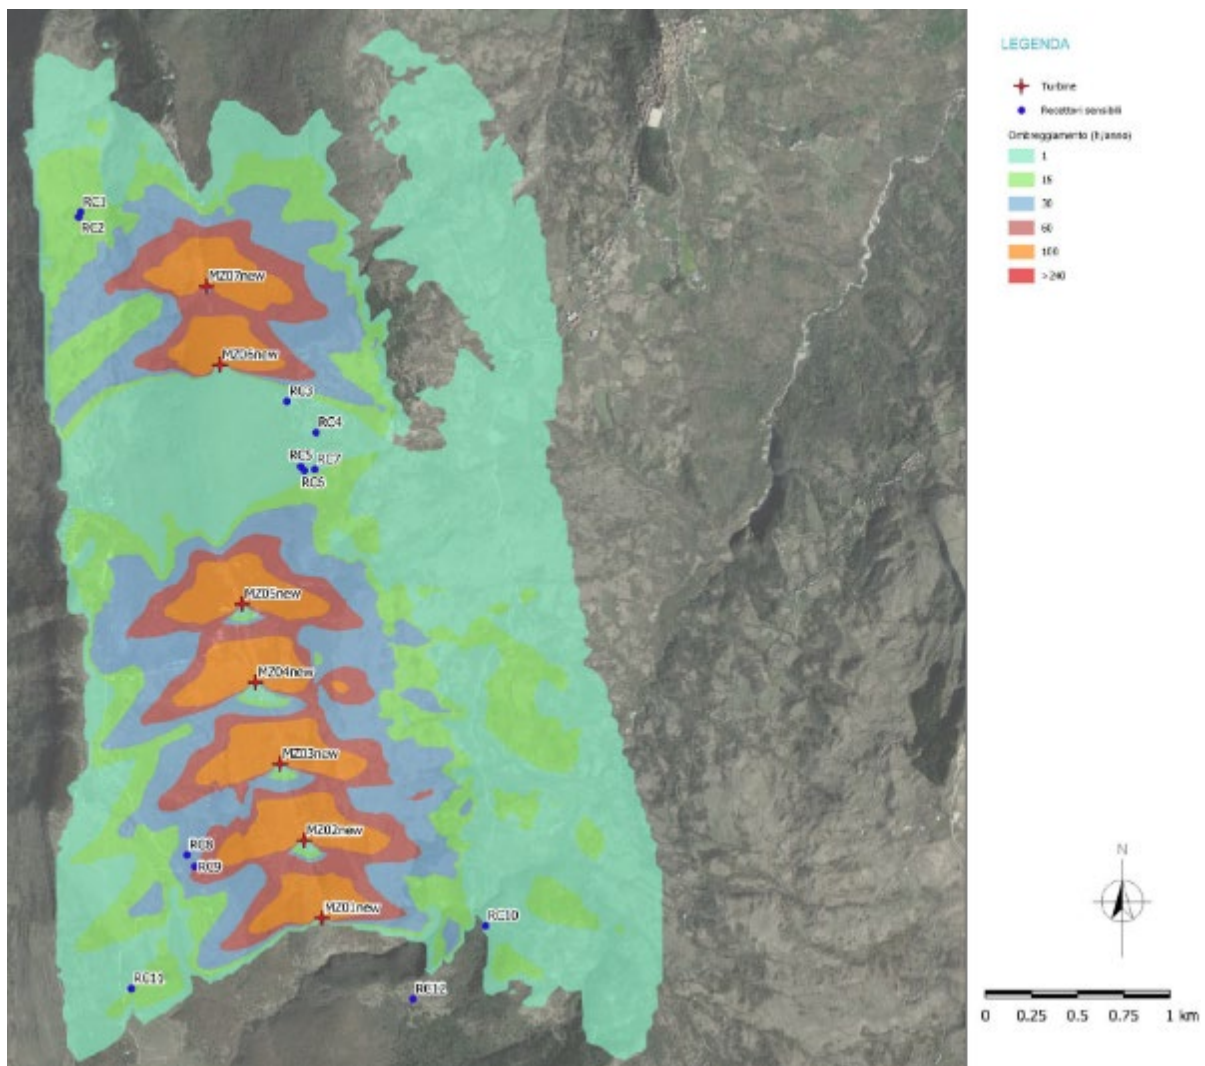 LEGENDA
Turbine
Recettori sensibili
Ombreggiamento (h/anno)
1
15
30
60
100
>240
RC1
RC2
MZ07new
MZ06new
RC3
RC4
RC5
RC7
RC6
MZ05new
MZ04new
MZ03new
MZ02new
RC8
RC9
MZ01new
RC10
RC11
RC12
N
0 0.25 0.5 0.75 1 km